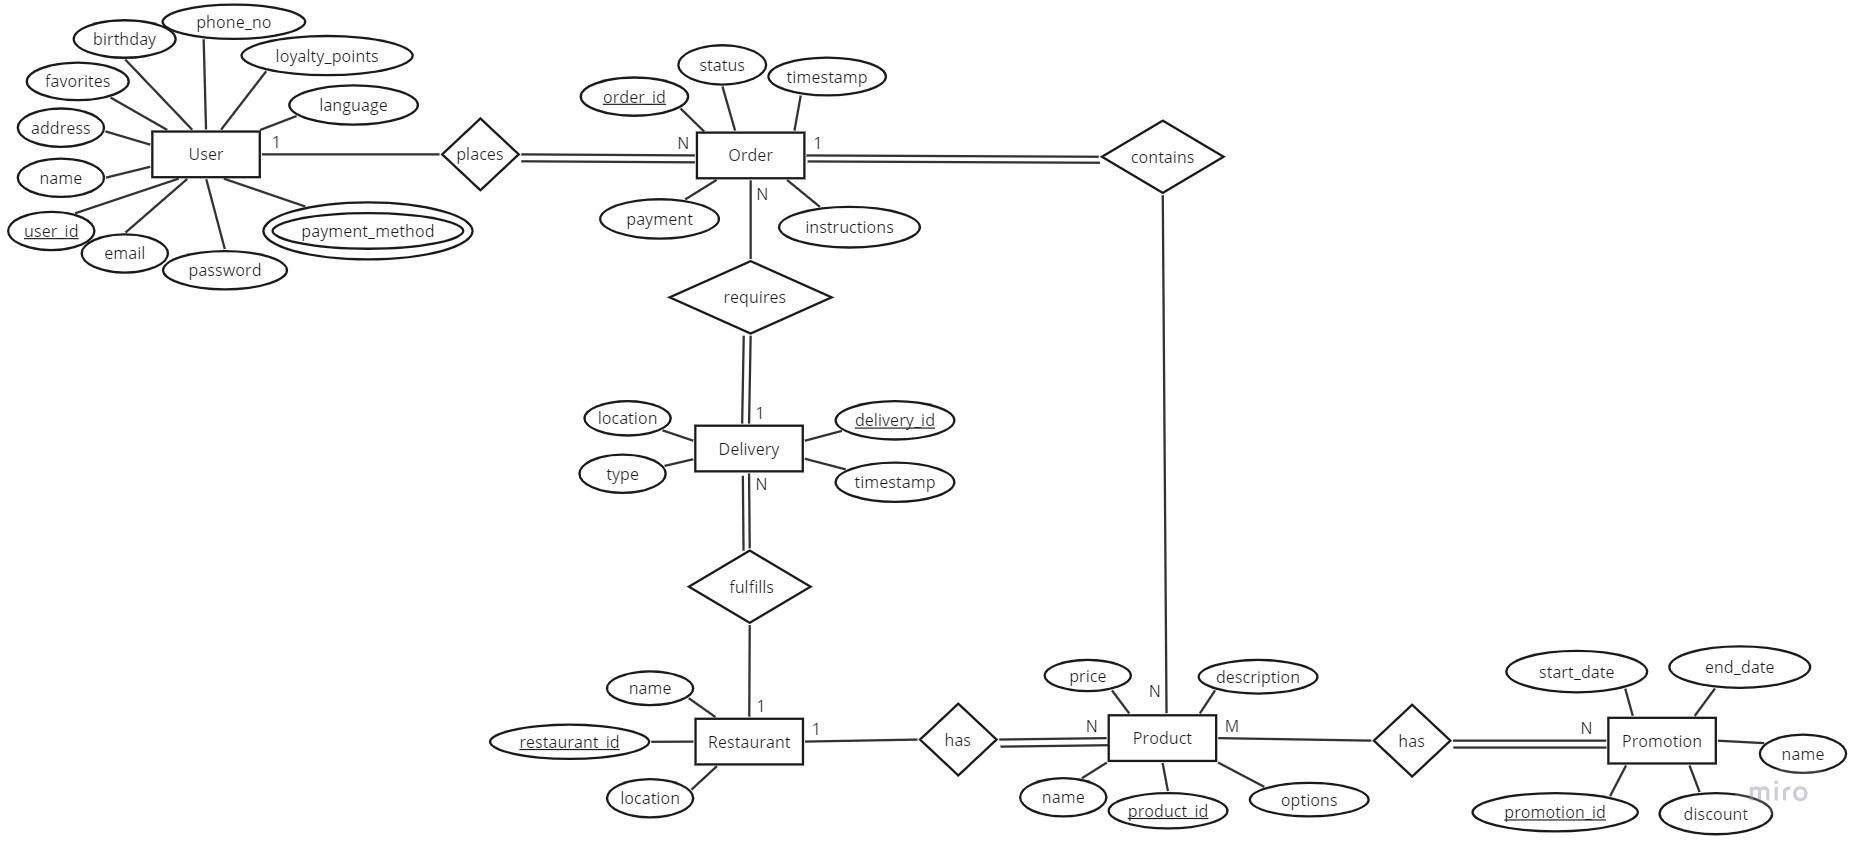 phone_no
birthday
loyalty_points
favorites
language
address
User
name
user_id
email
password
payment_method
1
places
N
order_id
status
timestamp
Order
1
payment
N
instructions
contains
requires
1
location
delivery_id
Delivery
type
timestamp
N
fulfills
1
name
restaurant_id
Restaurant
location
1
has
N
price
description
N
Product
M
name
product_id
options
has
N
start_date
end_date
Promotion
name
promotion_id
discount
miro